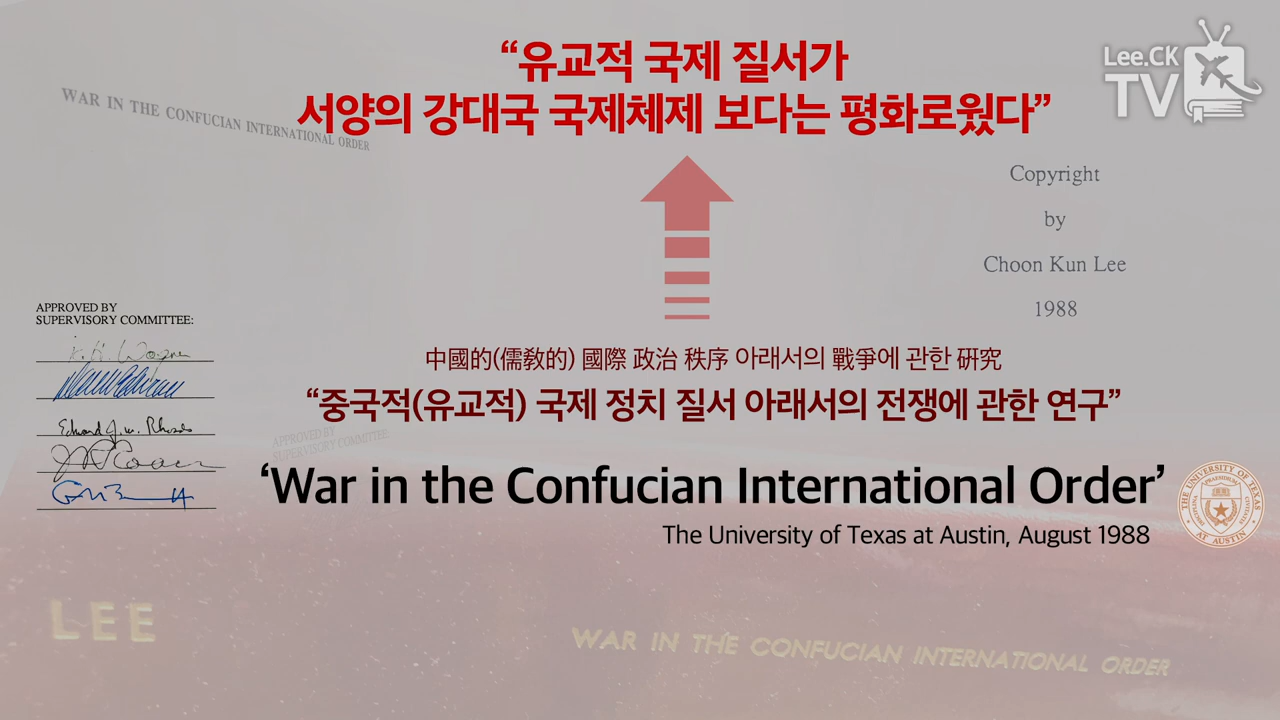 Lee.CK
TV
“유교적 국제 질서가
서양의 강대국 국제체제 보다는 평화로웠다”
WAR IN THE CONFUCIAN INTERNATIONAL ORDER
Copyright
by
Choon Kun Lee
1988
APPROVED BY
SUPERVISORY COMMITTEE:
Edward J.M. Rhoads
中國的(儒敎的) 國際 政治 秩序 아래서의 戰爭에 관한 硏究
“중국적(유교적) 국제 정치 질서 아래서의 전쟁에 관한 연구”
APPROVED BY
SUPERVISORY COMMITTEE:
‘War in the Confucian International Order’
The University of Texas at Austin, August 1988
THE UNIVERSITY OF TEXAS
AT AUSTIN
LEE
WAR IN THE CONFUCIAN INTERNATIONAL ORDER